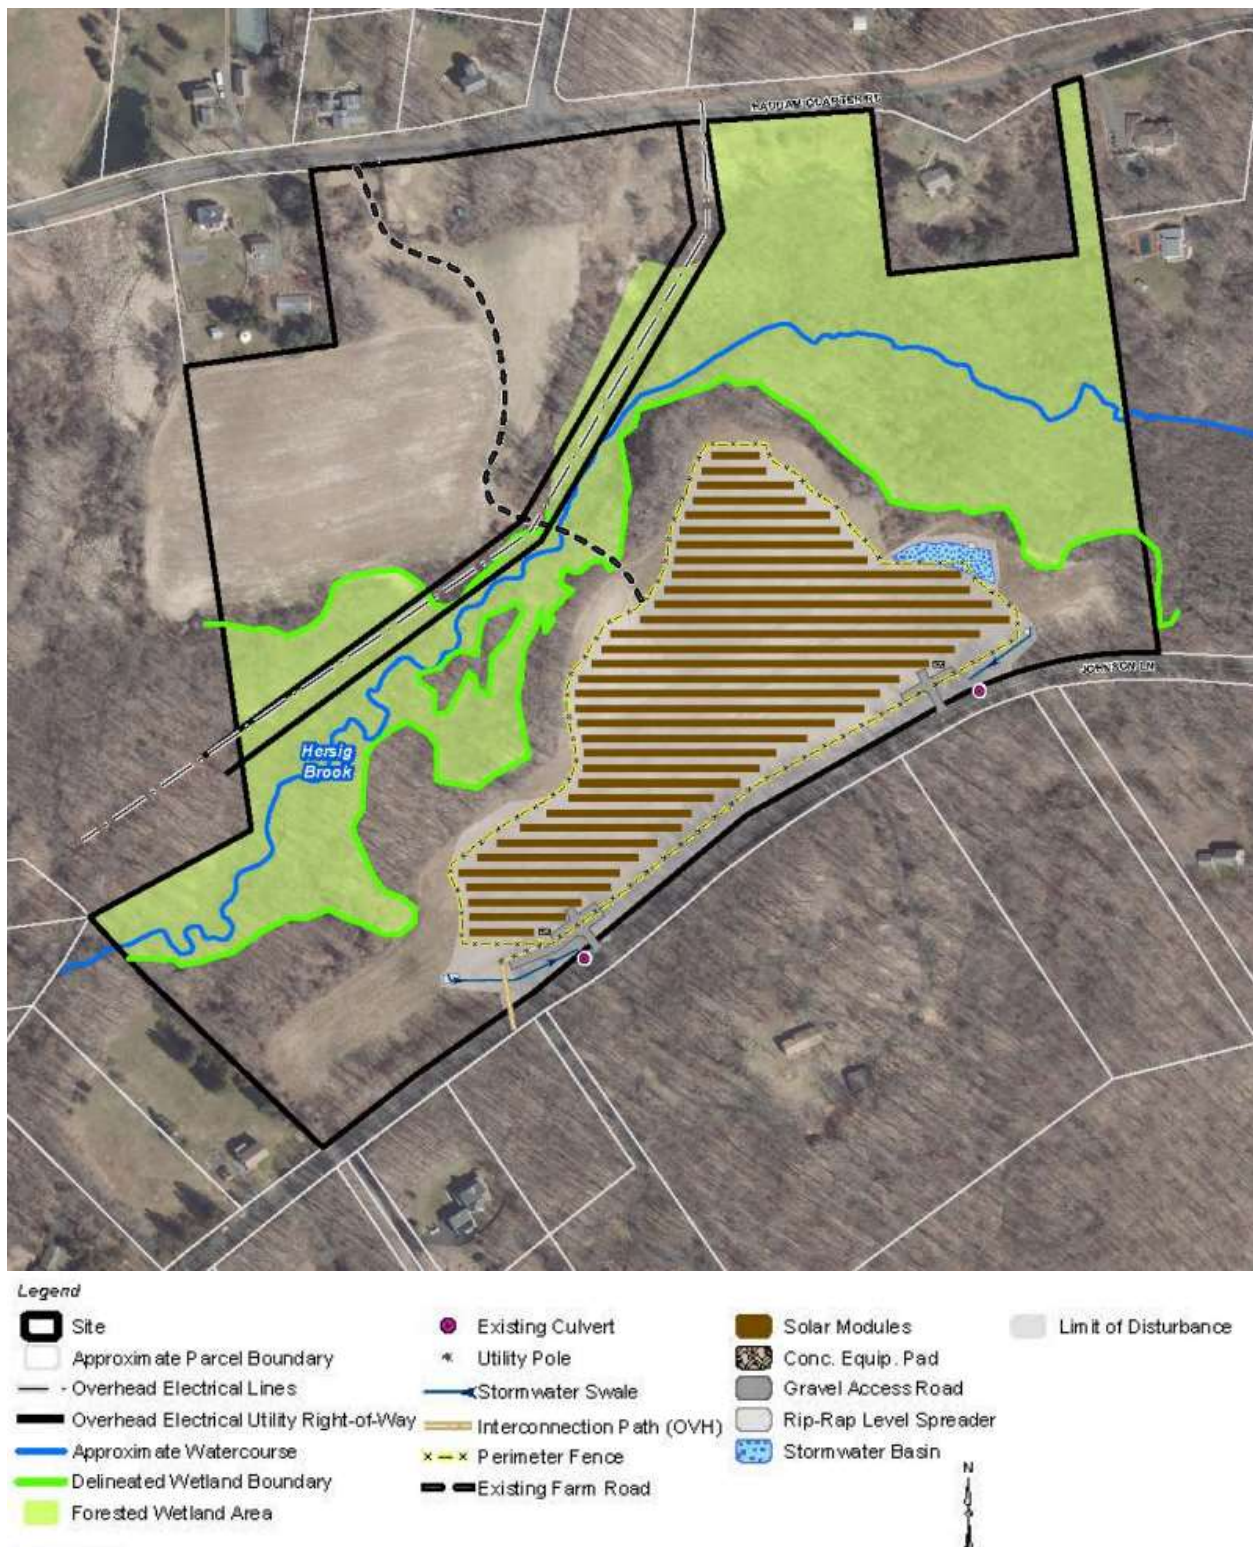 HADDAM QUARTER RD
JOHNSON LN
Hersig
Brook
Legend
Site
Approximate Parcel Boundary
Overhead Electrical Lines
Overhead Electrical Utility Right-of-Way
Approximate Watercourse
Delineated Wetland Boundary
Forested Wetland Area
Existing Culvert
Utility Pole
Stormwater Swale
Interconnection Path (OVH)
Perimeter Fence
Existing Farm Road
Solar Modules
Conc. Equip. Pad
Gravel Access Road
Rip-Rap Level Spreader
Stormwater Basin
Limit of Disturbance
N